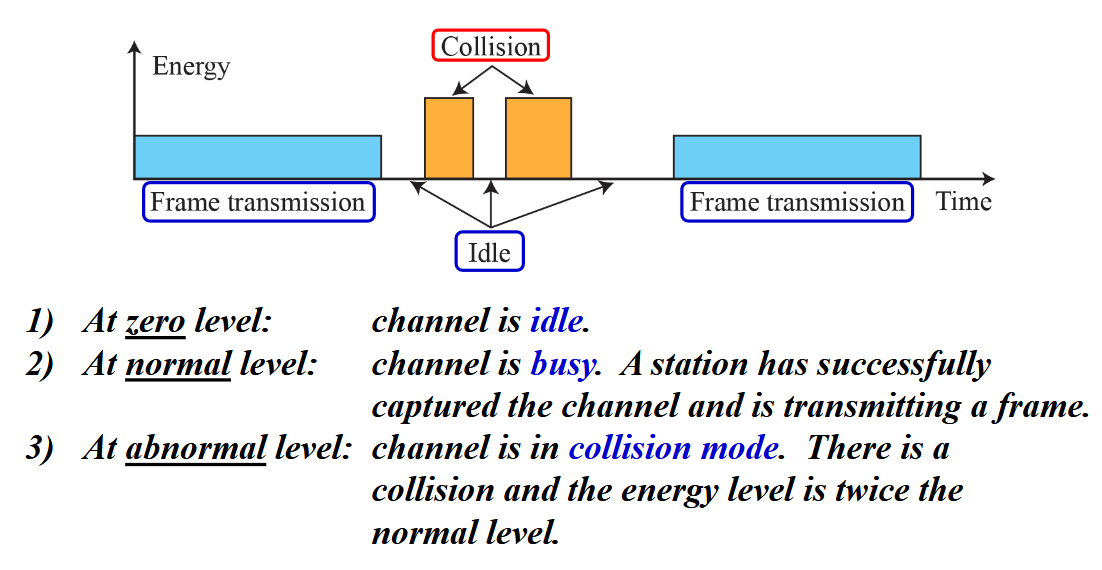 Collision
Energy
Frame transmission
Frame transmission
Time
Idle
1) At zero level: channel is idle.
2) At normal level: channel is busy. A station has successfully
captured the channel and is transmitting a frame.
3) At abnormal level: channel is in collision mode. There is a
collision and the energy level is twice the
normal level.